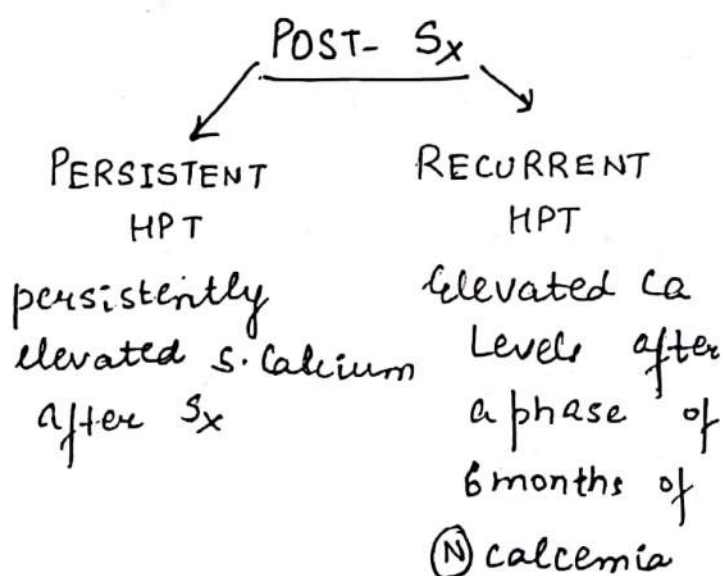 POST- Sx
PERSISTENT
HPT
persistently
elevated s. Calcium
after Sx
RECURRENT
HPT
Elevated Ca
Levels after
a phase of
6 months of
Ⓝ calcemia